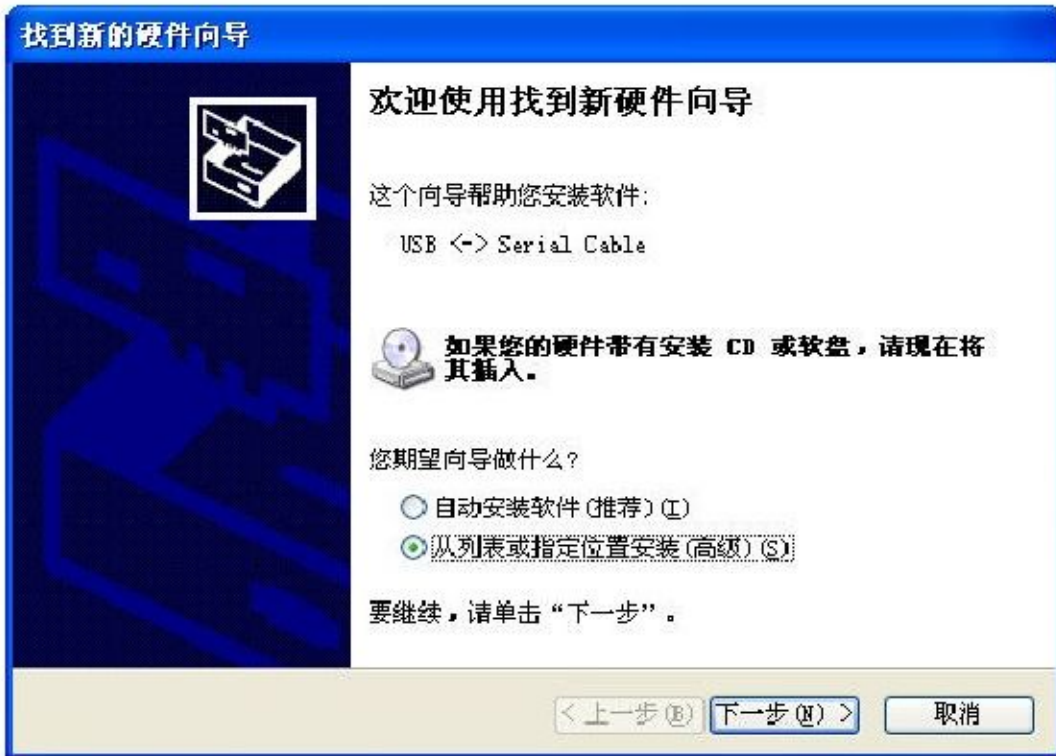 找到新的硬件向导
欢迎使用找到新硬件向导
这个向导帮助您安装软件:
USB <-> Serial Cable
如果您的硬件带有安装 CD 或软盘，请现在将
其插入。
您期望向导做什么?
自动安装软件(推荐)(I)
从列表或指定位置安装(高级)(S)
要继续，请单击“下一步”。
< 上一步(B) 下一步(N) > 取消